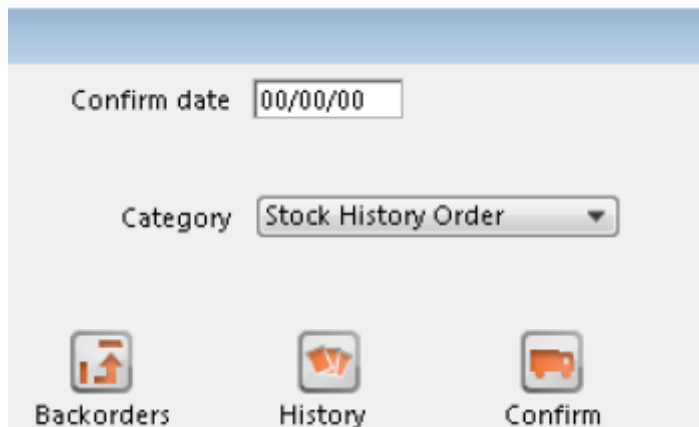 Confirm date 00/00/00
Category Stock History Order
Backorders History Confirm